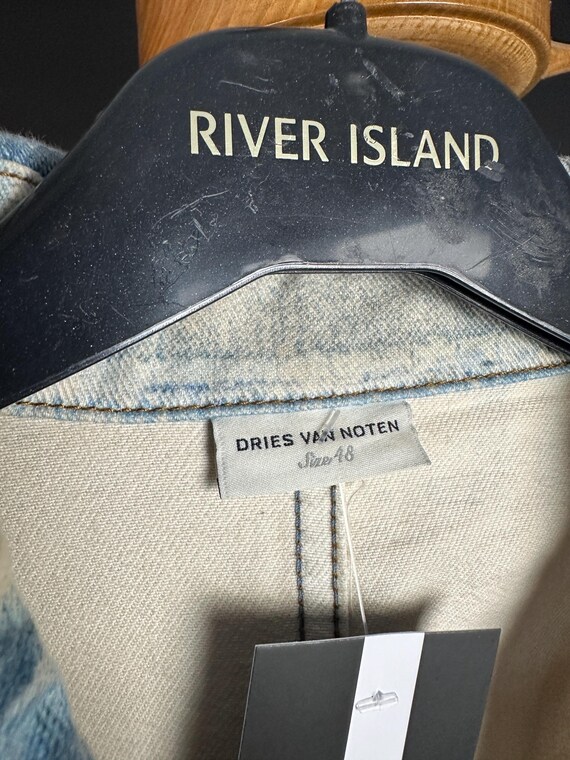 RIVER ISLAND
DRIES VAN NOTEN
Size 48